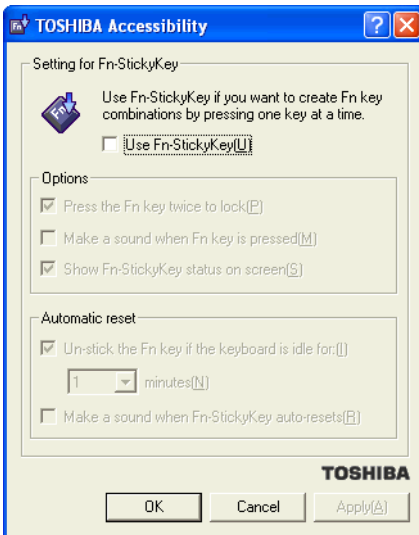 Fn
TOSHIBA Accessibility
Setting for Fn-StickyKey
Fn
Use Fn-StickyKey if you want to create Fn key
combinations by pressing one key at a time.
Use Fn-StickyKey(U)
Options
Press the Fn key twice to lock(P)
Make a sound when Fn key is pressed(M)
Show Fn-StickyKey status on screen(S)
Automatic reset
Un-stick the Fn key if the keyboard is idle for:(I)
1 minutes(N)
Make a sound when Fn-StickyKey auto-resets(R)
TOSHIBA
OK Cancel Apply(A)